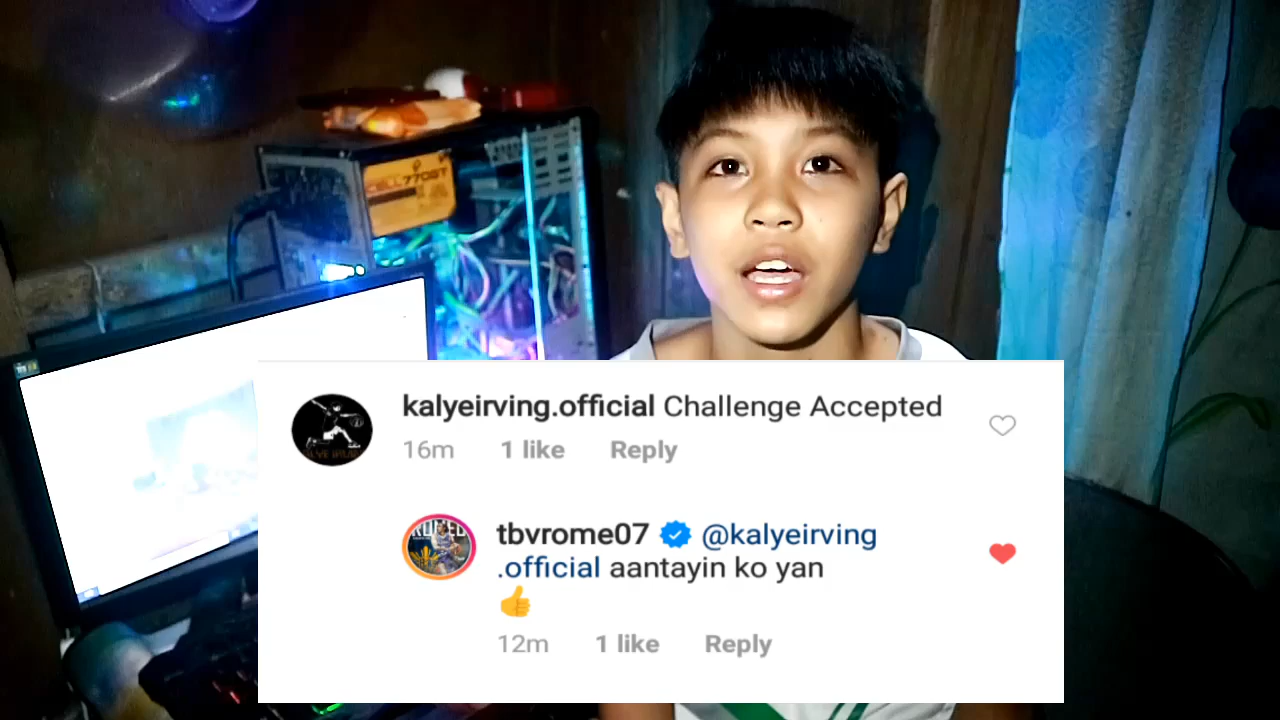 kalyeirving.official Challenge Accepted
16m 1 like Reply
tbvrome07 @kalyeirving
.official aantayin ko yan
👍
12m 1 like Reply